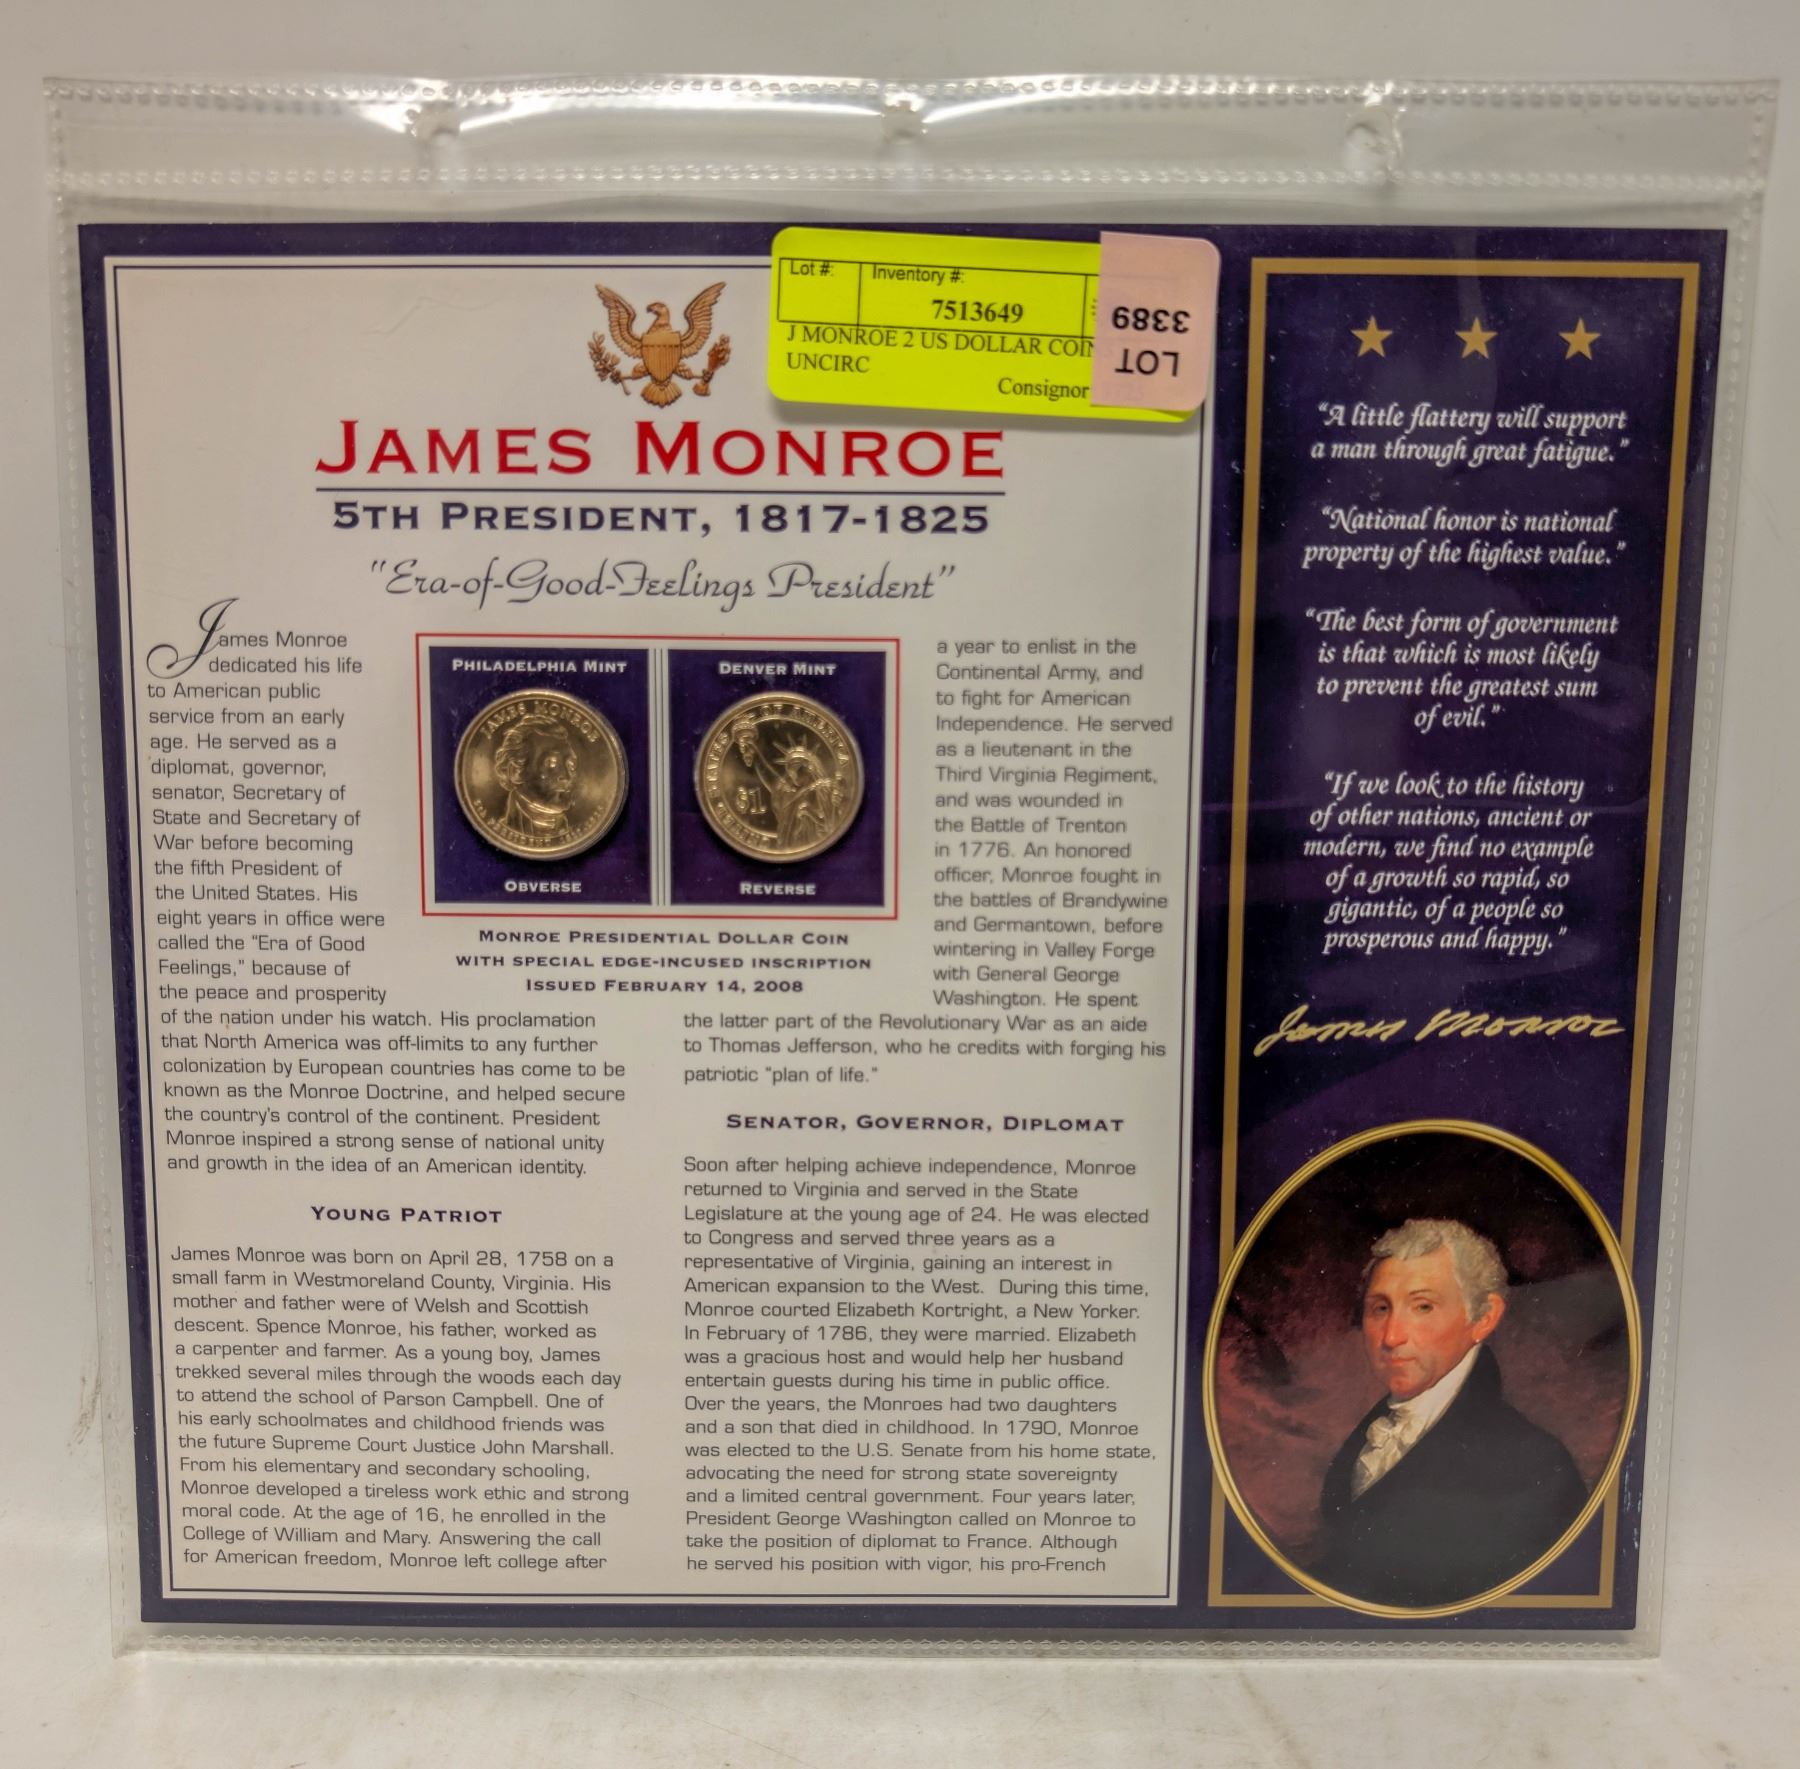 Lot #:
Inventory #:
7513649
J MONROE 2 US DOLLAR COIN
UNCIRC
Consignor
LOT
3389
JAMES MONROE
5TH PRESIDENT, 1817-1825
"Era-of-Good-Feelings President"
James Monroe
dedicated his life
to American public
service from an early
age. He served as a
diplomat, governor,
senator, Secretary of
State and Secretary of
War before becoming
the fifth President of
the United States. His
eight years in office were
called the "Era of Good
Feelings," because of
the peace and prosperity
of the nation under his watch. His proclamation
that North America was off-limits to any further
colonization by European countries has come to be
known as the Monroe Doctrine, and helped secure
the country's control of the continent. President
Monroe inspired a strong sense of national unity
and growth in the idea of an American identity.
YOUNG PATRIOT
James Monroe was born on April 28, 1758 on a
small farm in Westmoreland County, Virginia. His
mother and father were of Welsh and Scottish
descent. Spence Monroe, his father, worked as
a carpenter and farmer. As a young boy, James
trekked several miles through the woods each day
to attend the school of Parson Campbell. One of
his early schoolmates and childhood friends was
the future Supreme Court Justice John Marshall.
From his elementary and secondary schooling,
Monroe developed a tireless work ethic and strong
moral code. At the age of 16, he enrolled in the
College of William and Mary. Answering the call
for American freedom, Monroe left college after
PHILADELPHIA MINT
JAMES MONROE
OBVERSE
DENVER MINT
STATES OF AMERICA
$1
REVERSE
MONROE PRESIDENTIAL DOLLAR COIN
WITH SPECIAL EDGE-INCUSED INSCRIPTION
ISSUED FEBRUARY 14, 2008
a year to enlist in the
Continental Army, and
to fight for American
Independence. He served
as a lieutenant in the
Third Virginia Regiment,
and was wounded in
the Battle of Trenton
in 1776. An honored
officer, Monroe fought in
the battles of Brandywine
and Germantown, before
wintering in Valley Forge
with General George
Washington. He spent
the latter part of the Revolutionary War as an aide
to Thomas Jefferson, who he credits with forging his
patriotic "plan of life."
SENATOR, GOVERNOR, DIPLOMAT
Soon after helping achieve independence, Monroe
returned to Virginia and served in the State
Legislature at the young age of 24. He was elected
to Congress and served three years as a
representative of Virginia, gaining an interest in
American expansion to the West. During this time,
Monroe courted Elizabeth Kortright, a New Yorker.
In February of 1786, they were married. Elizabeth
was a gracious host and would help her husband
entertain guests during his time in public office.
Over the years, the Monroes had two daughters
and a son that died in childhood. In 1790, Monroe
was elected to the U.S. Senate from his home state,
advocating the need for strong state sovereignty
and a limited central government. Four years later,
President George Washington called on Monroe to
take the position of diplomat to France. Although
he served his position with vigor, his pro-French
"A little flattery will support
a man through great fatigue."
"National honor is national
property of the highest value."
"The best form of government
is that which is most likely
to prevent the greatest sum
of evil."
"If we look to the history
of other nations, ancient or
modern, we find no example
of a growth so rapid, so
gigantic, of a people so
prosperous and happy."
James Monroe